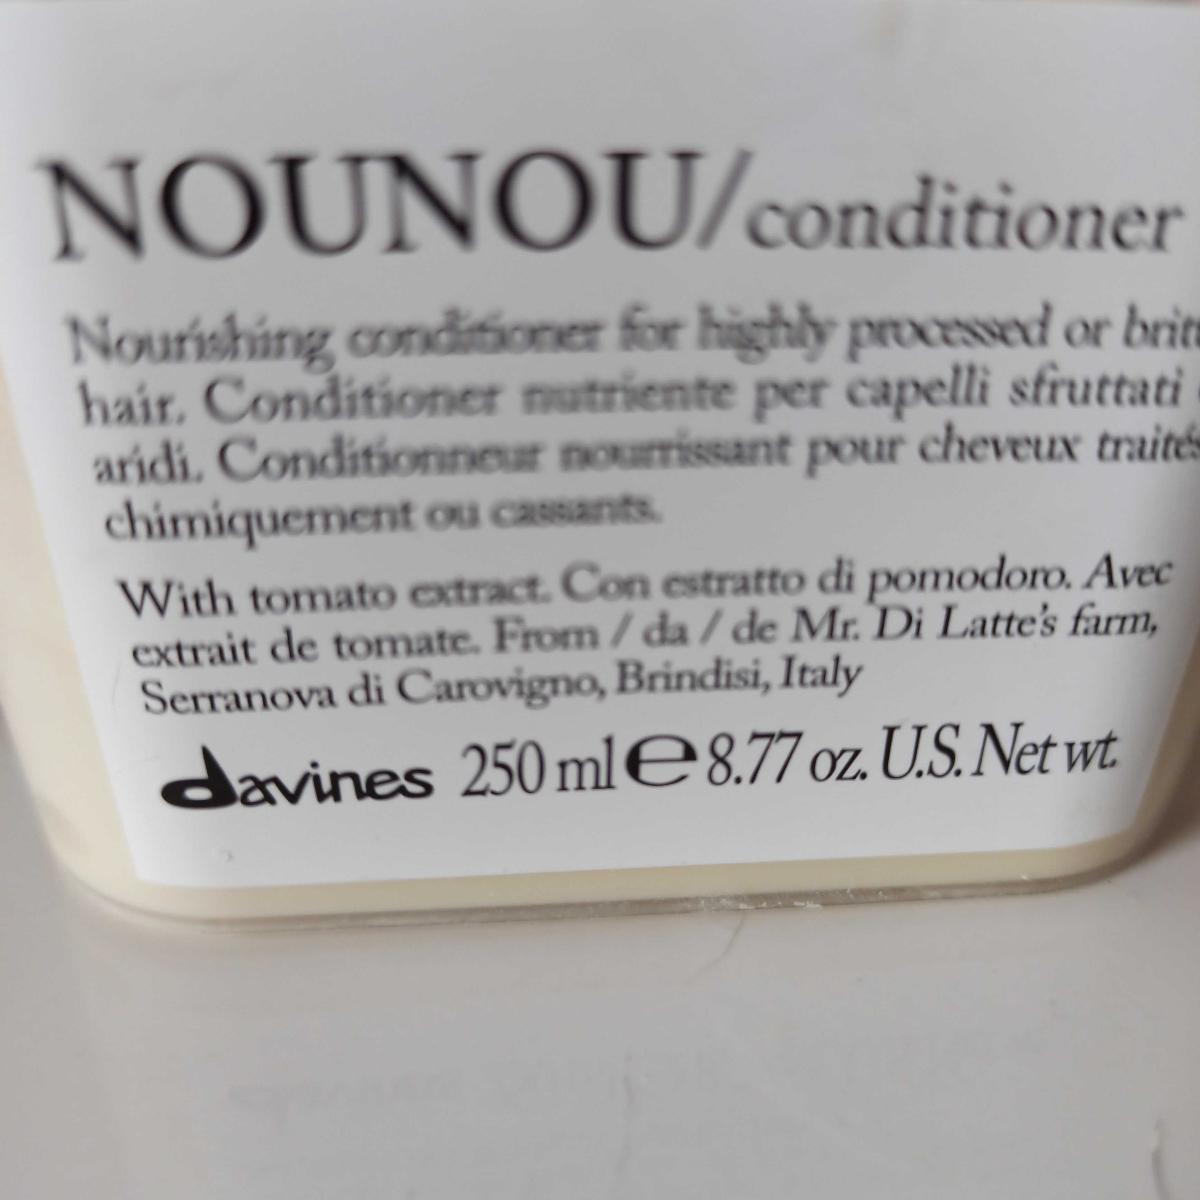 NOUNOU/conditioner
Nourishing conditioner for highly processed or
hair. Conditioner nutriente per capelli sfruttati
aridi. Conditionneur nourrissant pour cheveux traités
chimiquement ou cassants.
With tomato extract. Con estratto di pomodoro. Avec
extrait de tomate. From / da / de Mr. Di Latte's farm,
Serranova di Carovigno, Brindisi, Italy
davines 250 ml e 8.77 oz. U.S. Net wt.